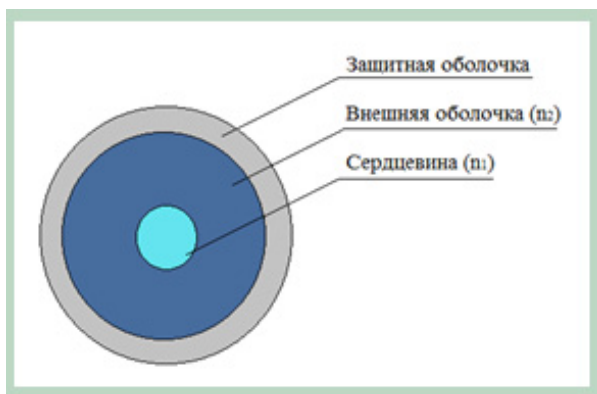 Защитная оболочка
Внешняя оболочка (n₂)
Сердцевина (n₁)